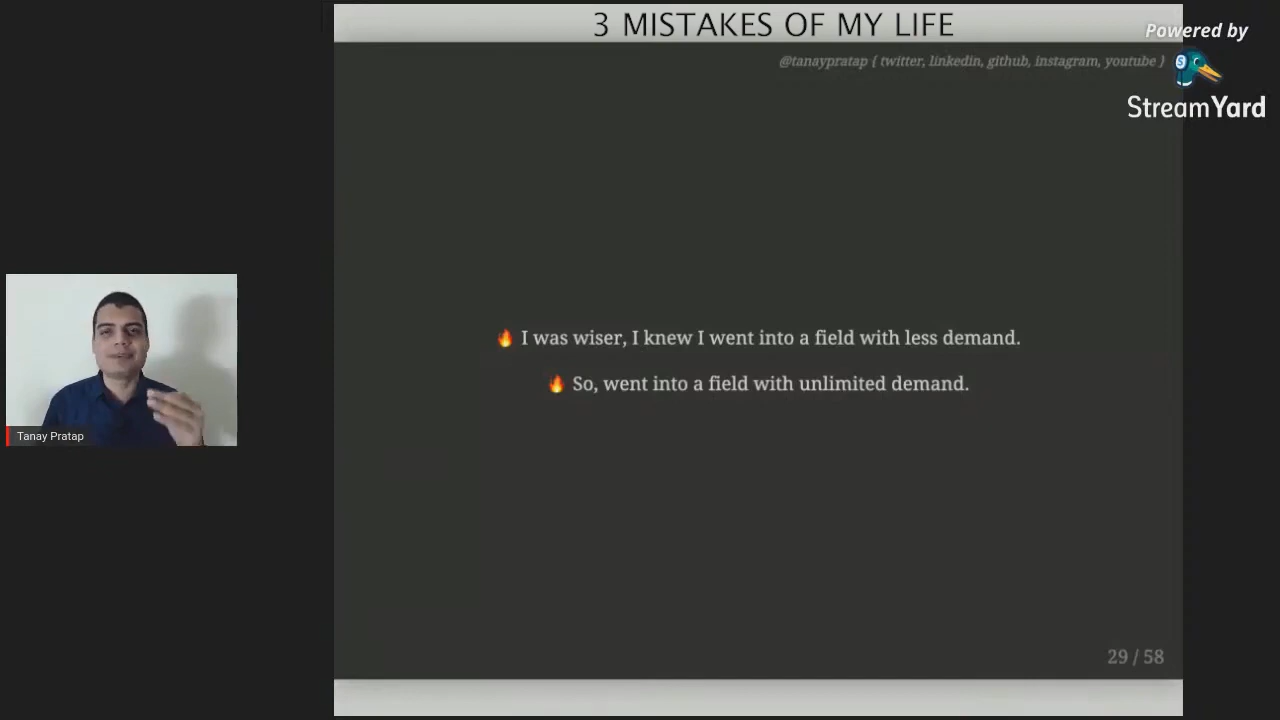 3 MISTAKES OF MY LIFE
Powered by
@tanaypratap { twitter, linkedin, github, instagram, youtube }
StreamYard
🔥 I was wiser, I knew I went into a field with less demand.
🔥 So, went into a field with unlimited demand.
Tanay Pratap
29 / 58